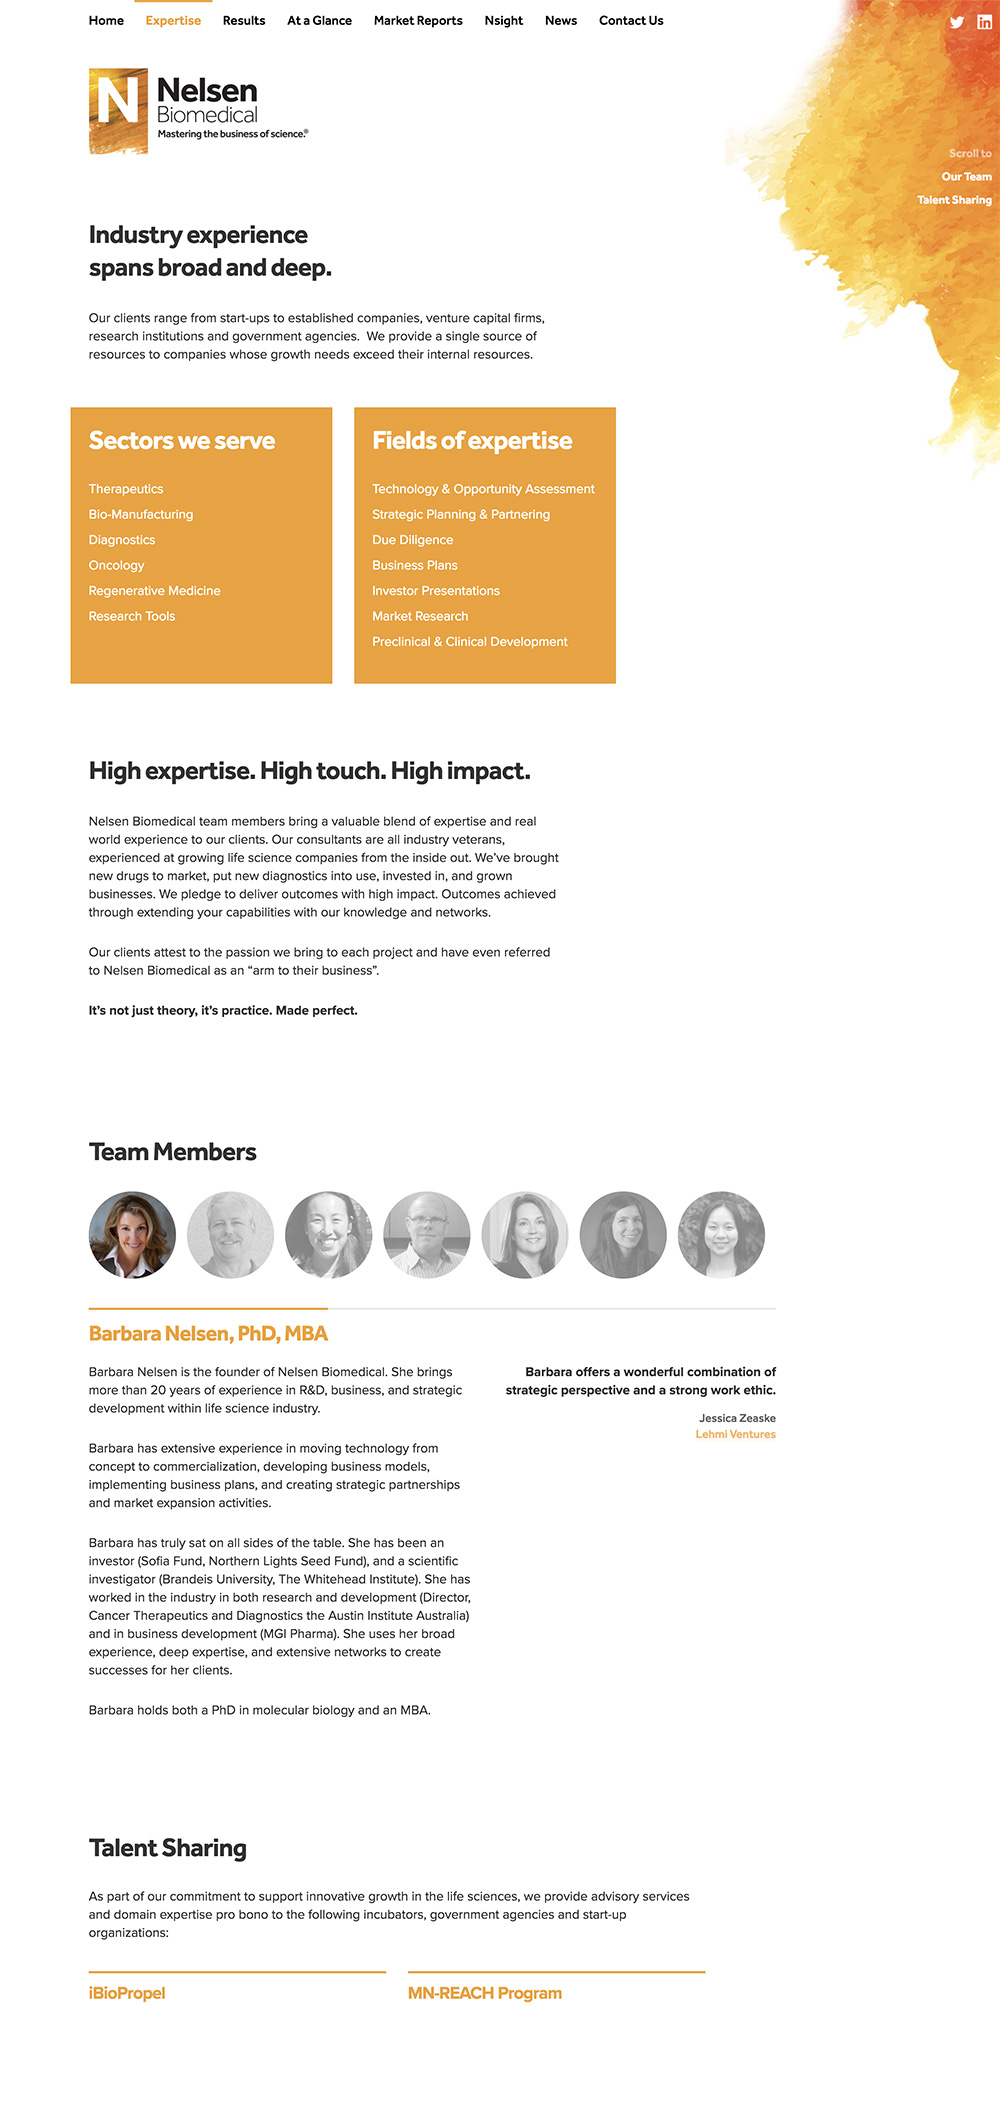 Home Expertise Results At a Glance Market Reports Nsight News Contact Us
N
Nelsen
Biomedical
Mastering the business of science.®
Scroll to
Our Team
Talent Sharing
Industry experience
spans broad and deep.
Our clients range from start-ups to established companies, venture capital firms,
research institutions and government agencies.  We provide a single source of
resources to companies whose growth needs exceed their internal resources.
Sectors we serve
Therapeutics
Bio-Manufacturing
Diagnostics
Oncology
Regenerative Medicine
Research Tools
Fields of expertise
Technology & Opportunity Assessment
Strategic Planning & Partnering
Due Diligence
Business Plans
Investor Presentations
Market Research
Preclinical & Clinical Development
High expertise. High touch. High impact.
Nelsen Biomedical team members bring a valuable blend of expertise and real
world experience to our clients. Our consultants are all industry veterans,
experienced at growing life science companies from the inside out. We’ve brought
new drugs to market, put new diagnostics into use, invested in, and grown
businesses. We pledge to deliver outcomes with high impact. Outcomes achieved
through extending your capabilities with our knowledge and networks.
Our clients attest to the passion we bring to each project and have even referred
to Nelsen Biomedical as an “arm to their business”.
It’s not just theory, it’s practice. Made perfect.
Team Members
Barbara Nelsen, PhD, MBA
Barbara Nelsen is the founder of Nelsen Biomedical. She brings
more than 20 years of experience in R&D, business, and strategic
development within life science industry.
Barbara has extensive experience in moving technology from
concept to commercialization, developing business models,
implementing business plans, and creating strategic partnerships
and market expansion activities.
Barbara has truly sat on all sides of the table. She has been an
investor (Sofia Fund, Northern Lights Seed Fund), and a scientific
investigator (Brandeis University, The Whitehead Institute). She has
worked in the industry in both research and development (Director,
Cancer Therapeutics and Diagnostics the Austin Institute Australia)
and in business development (MGI Pharma). She uses her broad
experience, deep expertise, and extensive networks to create
successes for her clients.
Barbara holds both a PhD in molecular biology and an MBA.
Barbara offers a wonderful combination of
strategic perspective and a strong work ethic.
Jessica Zeaske
Lehmi Ventures
Talent Sharing
As part of our commitment to support innovative growth in the life sciences, we provide advisory services
and domain expertise pro bono to the following incubators, government agencies and start-up
organizations:
iBioPropel
MN-REACH Program